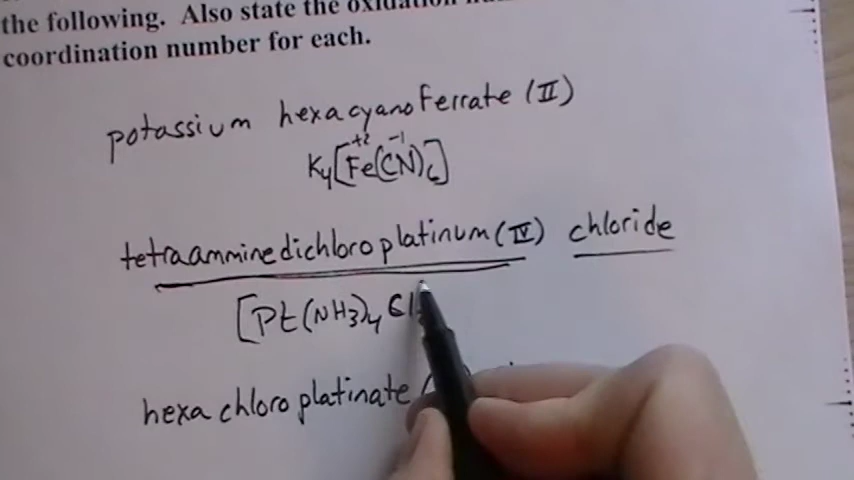 the following. Also state the oxidation
coordination number for each.
potassium hexacyanoferrate (II)
+2 -1
K4[Fe(CN)6]
tetraamminedichloroplatinum(IV) chloride
[Pt(NH3)4 Cl
hexachloroplatinate